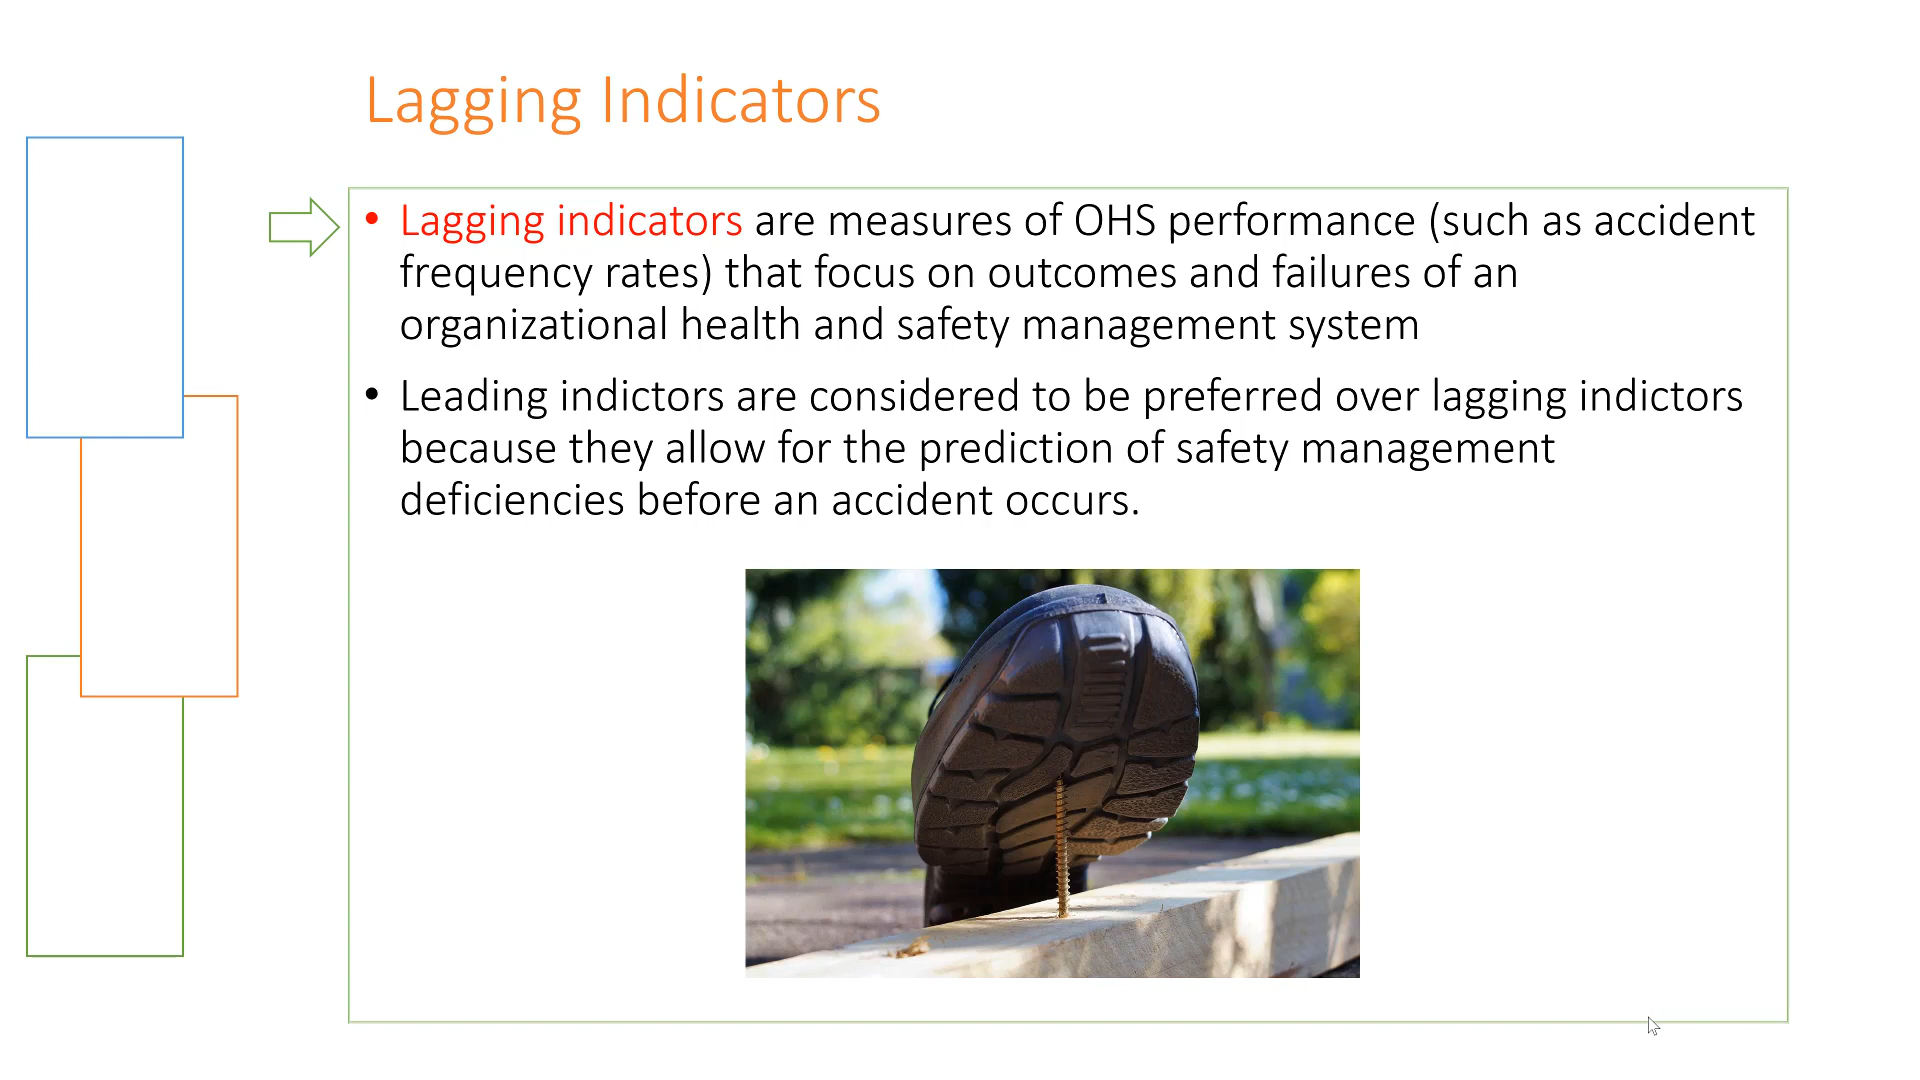 Lagging Indicators
• Lagging indicators are measures of OHS performance (such as accident
frequency rates) that focus on outcomes and failures of an
organizational health and safety management system
• Leading indictors are considered to be preferred over lagging indictors
because they allow for the prediction of safety management
deficiencies before an accident occurs.